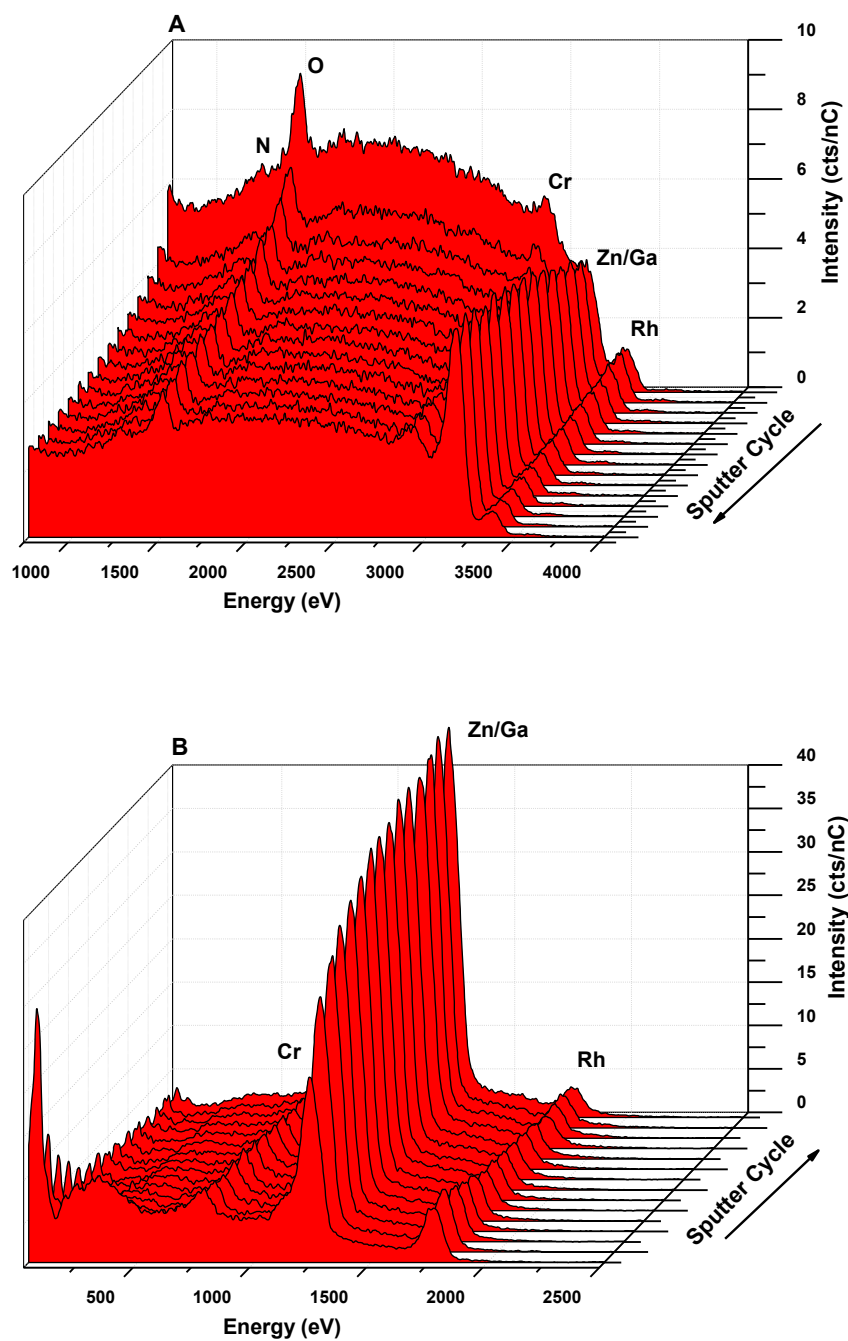 A
10
O
8
N
6
Cr
Intensity (cts/nC)
4
Zn/Ga
2
Rh
0
Sputter Cycle
1000 1500 2000 2500 3000 3500 4000
Energy (eV)
B
Zn/Ga
40
35
30
25
20
Intensity (cts/nC)
15
10
Cr
Rh
5
0
Sputter Cycle
500 1000 1500 2000 2500
Energy (eV)